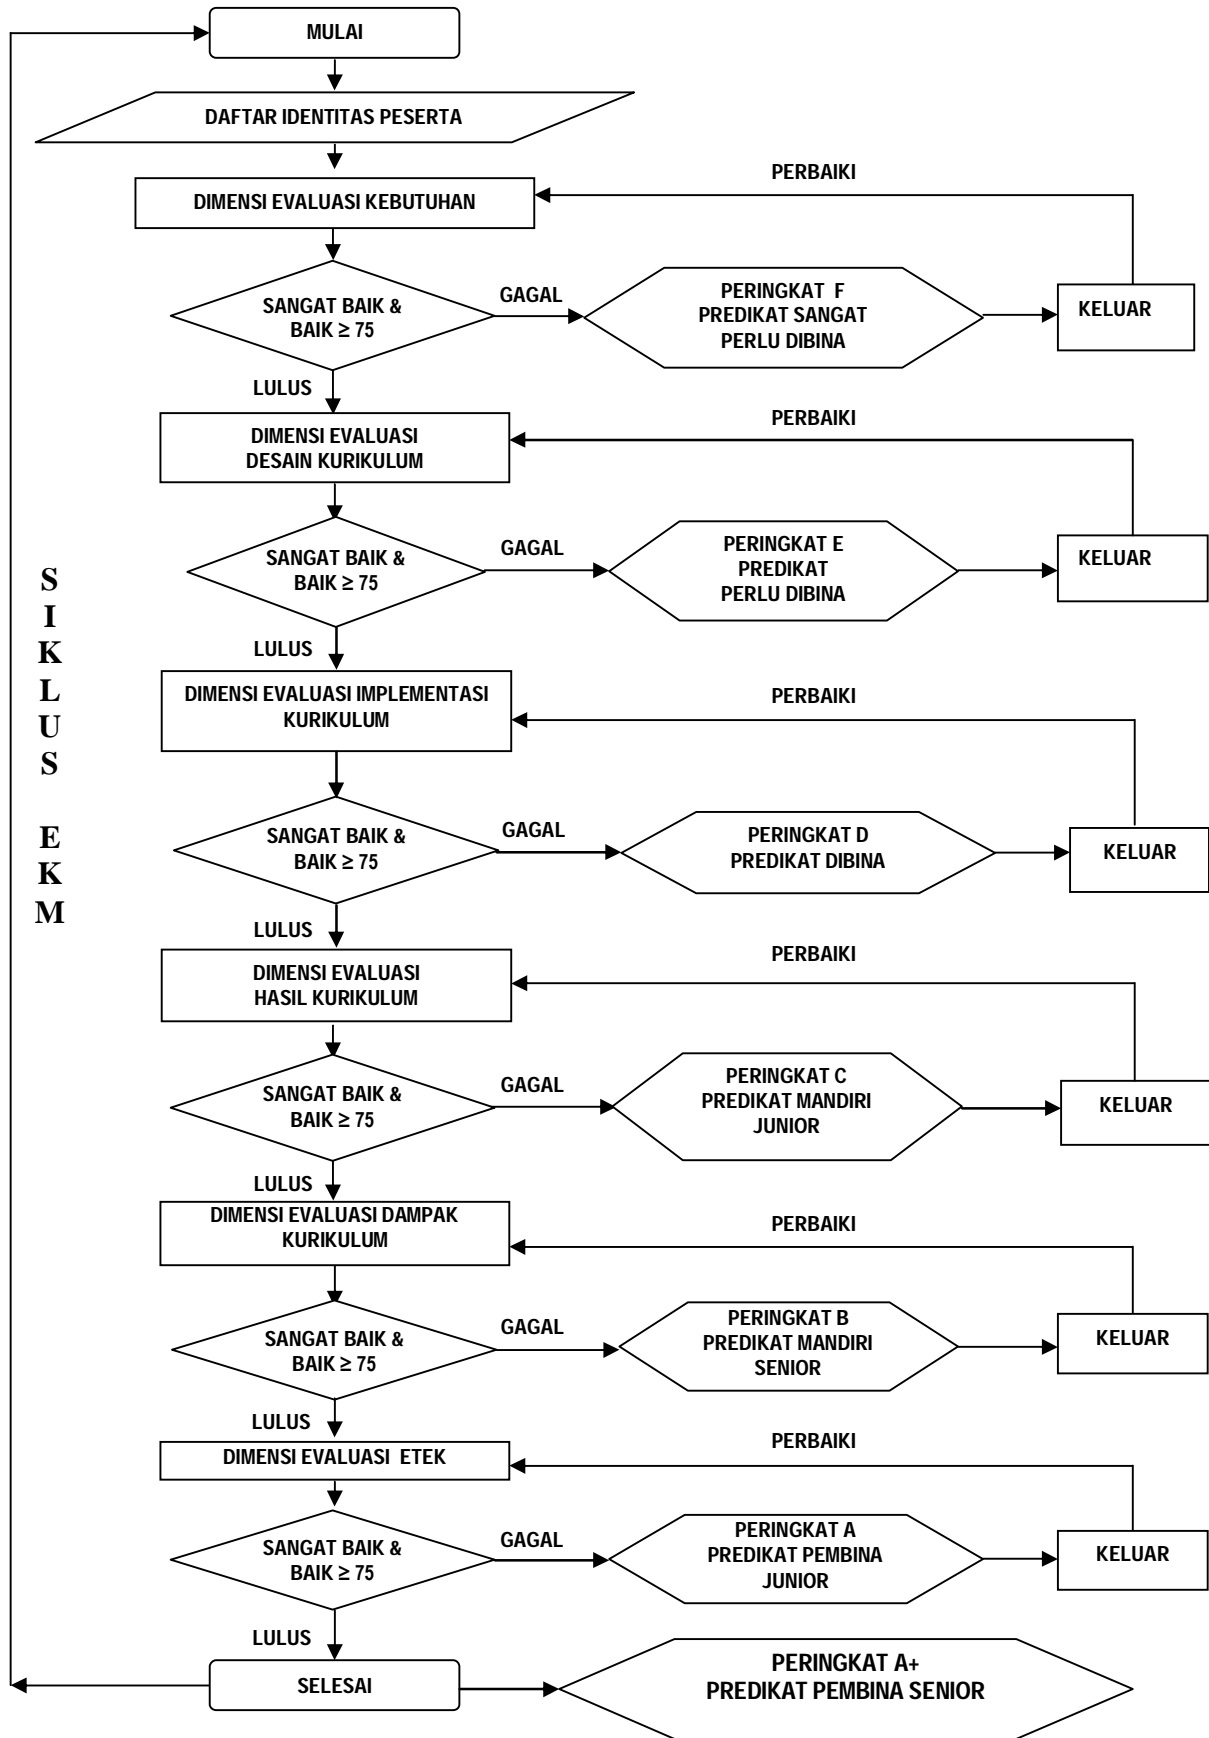 MULAI
DAFTAR IDENTITAS PESERTA
PERBAIKI
DIMENSI EVALUASI KEBUTUHAN
SANGAT BAIK &
BAIK ≥ 75
GAGAL
PERINGKAT F
PREDIKAT SANGAT
PERLU DIBINA
KELUAR
LULUS
PERBAIKI
DIMENSI EVALUASI
DESAIN KURIKULUM
SANGAT BAIK &
BAIK ≥ 75
GAGAL
PERINGKAT E
PREDIKAT
PERLU DIBINA
KELUAR
LULUS
PERBAIKI
DIMENSI EVALUASI IMPLEMENTASI
KURIKULUM
SANGAT BAIK &
BAIK ≥ 75
GAGAL
PERINGKAT D
PREDIKAT DIBINA
KELUAR
LULUS
PERBAIKI
DIMENSI EVALUASI
HASIL KURIKULUM
SANGAT BAIK &
BAIK ≥ 75
GAGAL
PERINGKAT C
PREDIKAT MANDIRI
JUNIOR
KELUAR
LULUS
PERBAIKI
DIMENSI EVALUASI DAMPAK
KURIKULUM
SANGAT BAIK &
BAIK ≥ 75
GAGAL
PERINGKAT B
PREDIKAT MANDIRI
SENIOR
KELUAR
LULUS
PERBAIKI
DIMENSI EVALUASI ETEK
SANGAT BAIK &
BAIK ≥ 75
GAGAL
PERINGKAT A
PREDIKAT PEMBINA
JUNIOR
KELUAR
LULUS
SELESAI
PERINGKAT A+
PREDIKAT PEMBINA SENIOR
SIKLUS EKM